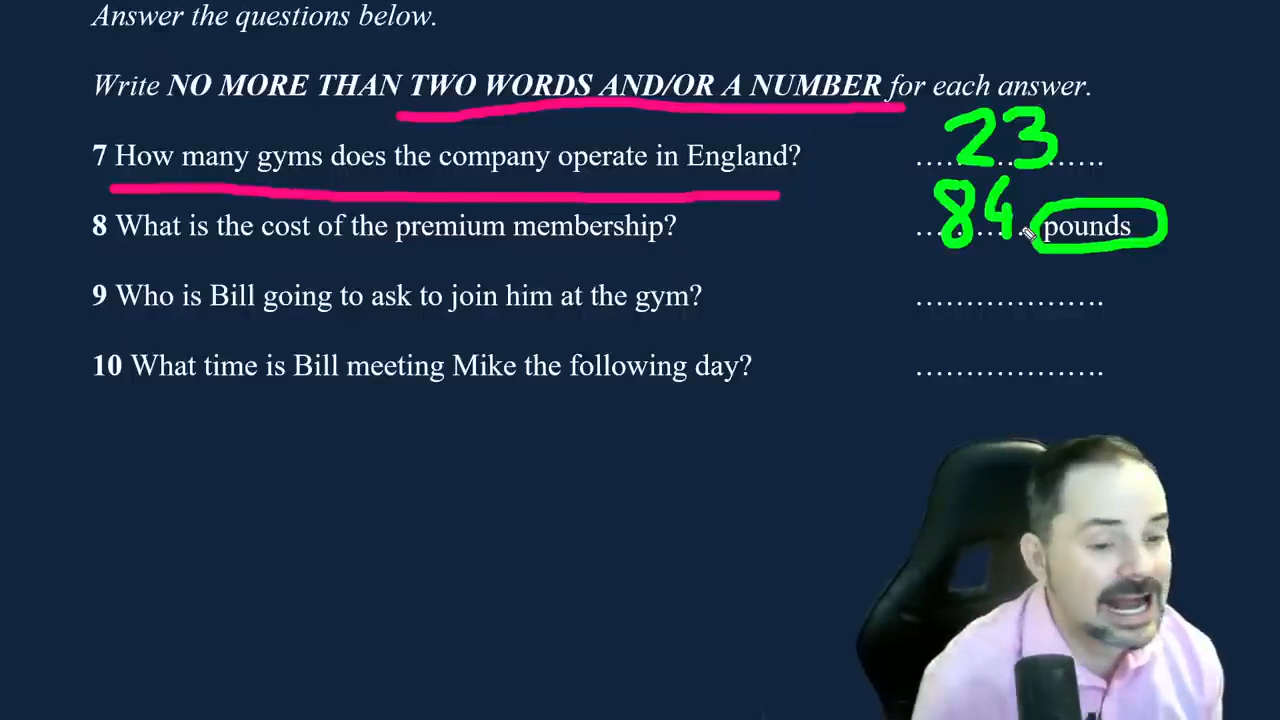 Answer the questions below.
Write NO MORE THAN TWO WORDS AND/OR A NUMBER for each answer.
7 How many gyms does the company operate in England? ......23......
8 What is the cost of the premium membership? ...84... pounds
9 Who is Bill going to ask to join him at the gym? ...................
10 What time is Bill meeting Mike the following day? ...................